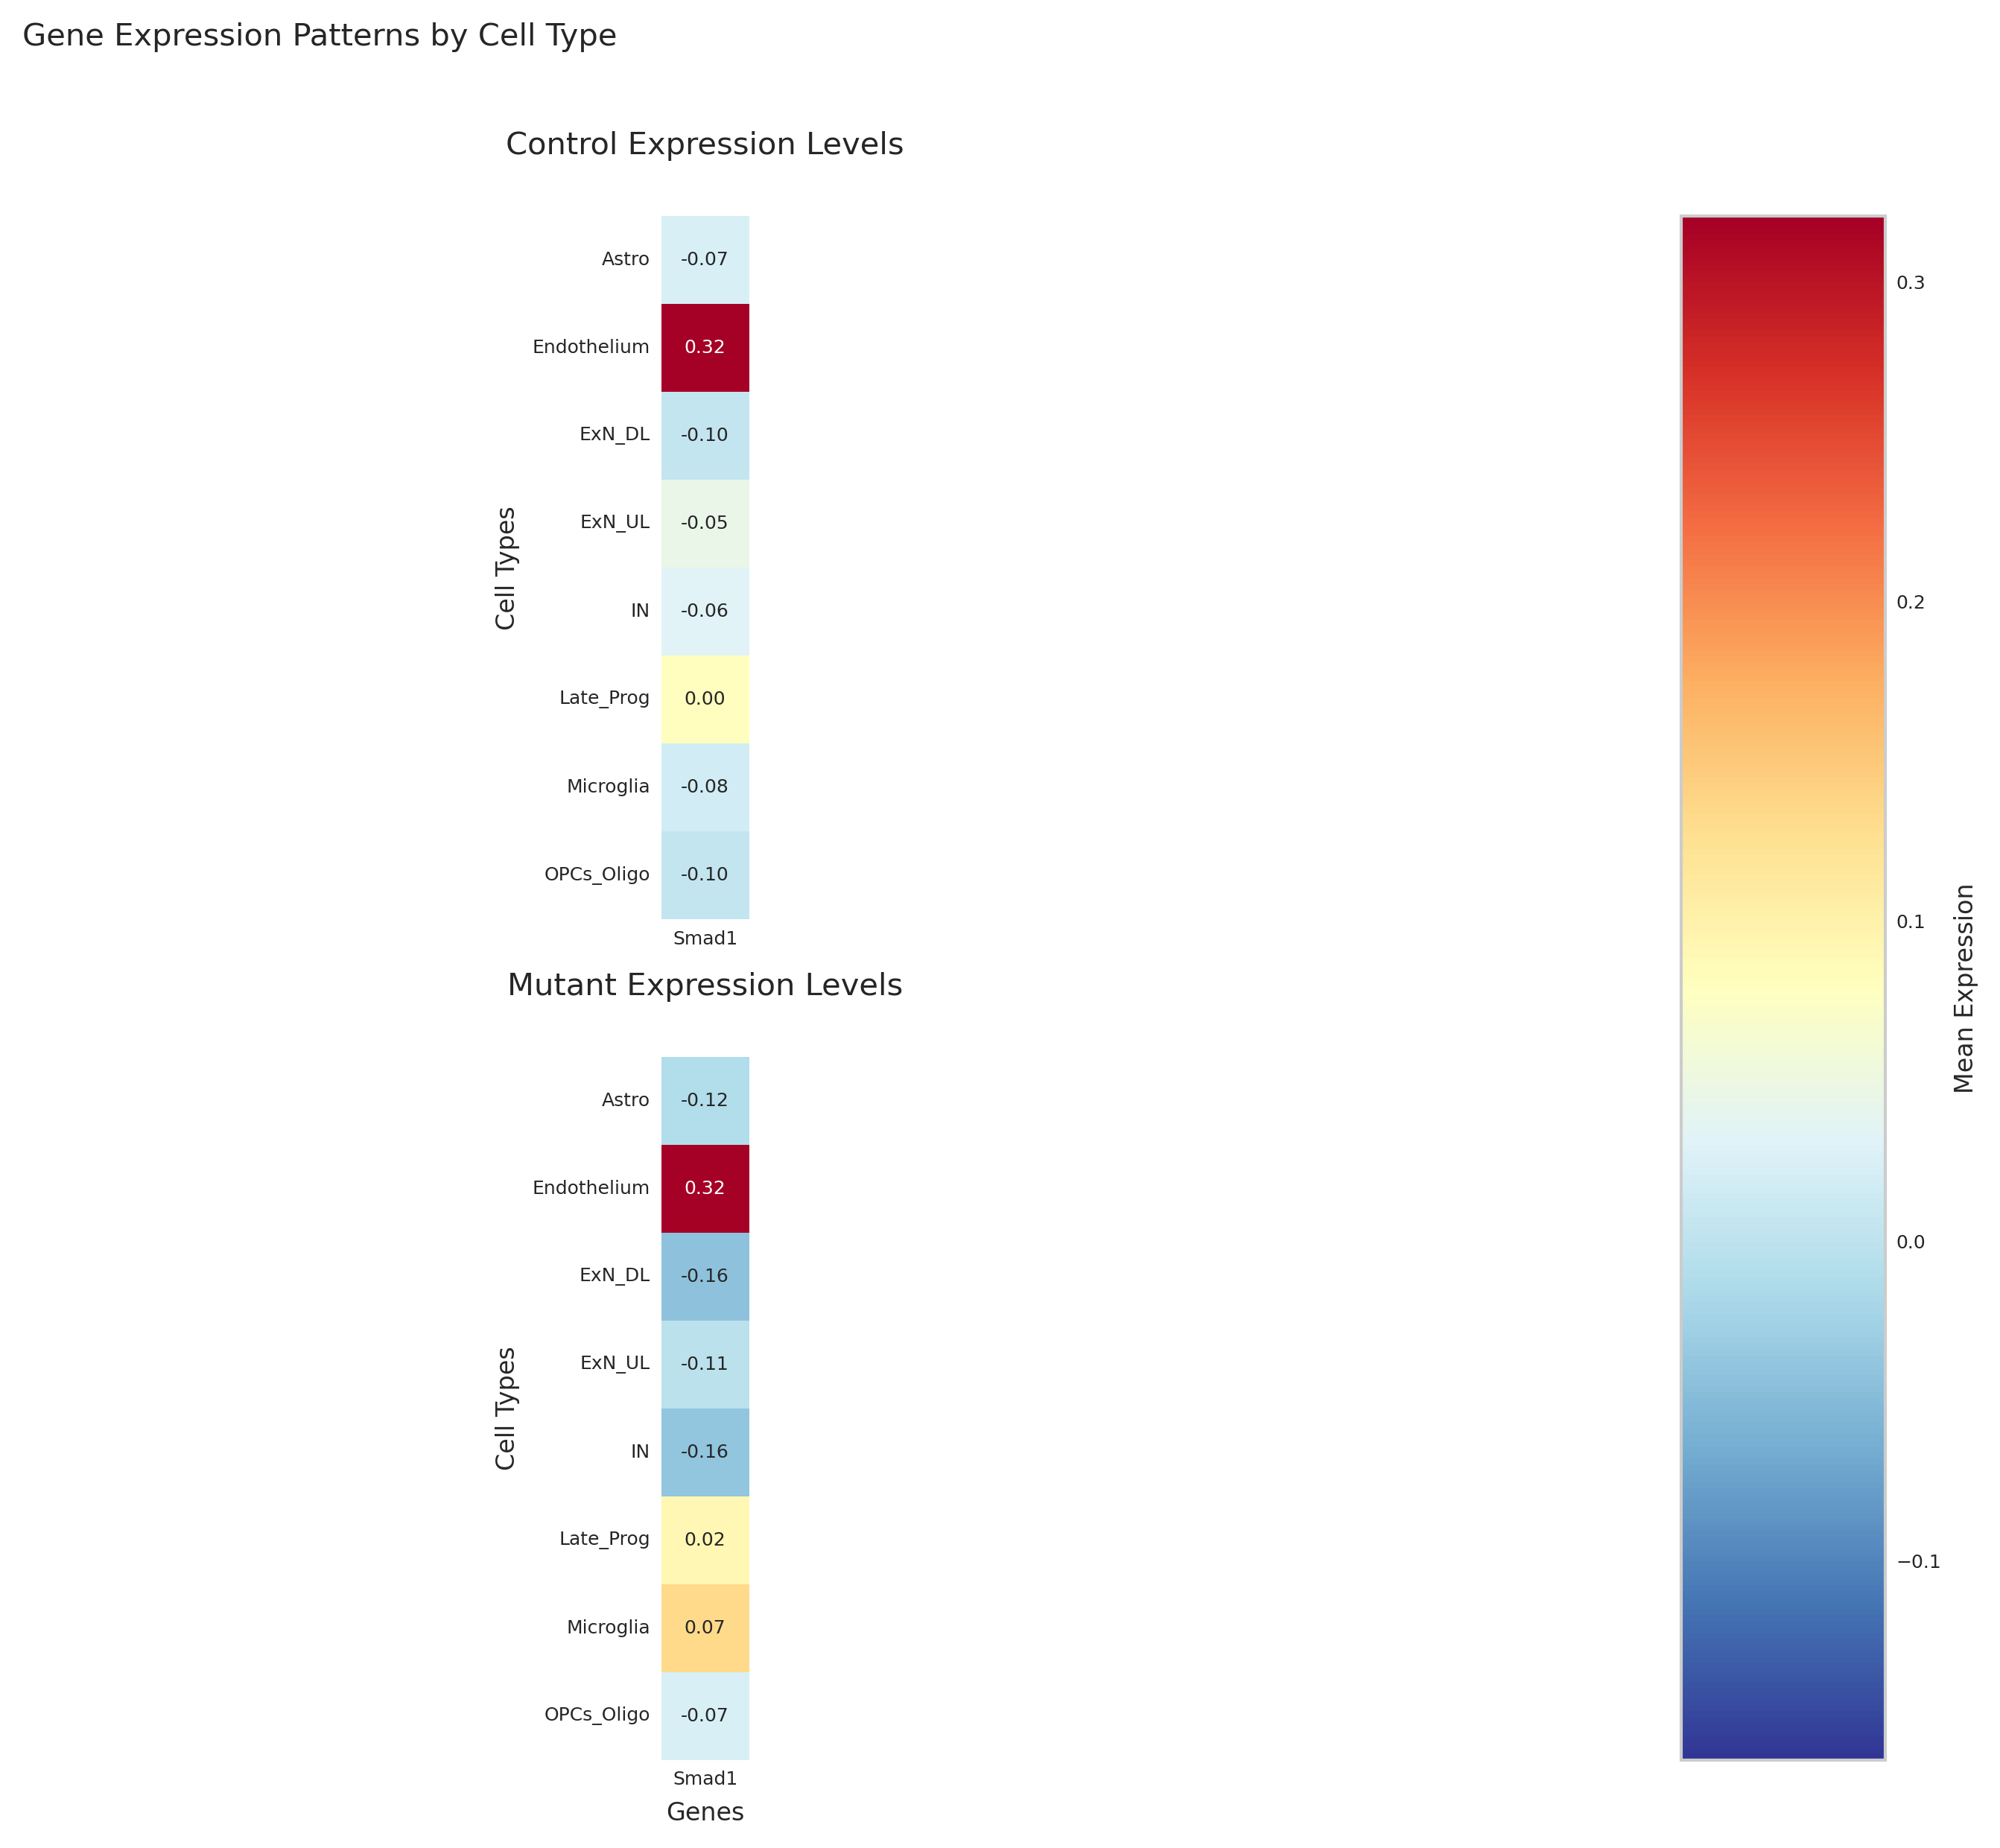 Gene Expression Patterns by Cell Type
Control Expression Levels
Cell Types
Astro -0.07
Endothelium 0.32
ExN_DL -0.10
ExN_UL -0.05
IN -0.06
Late_Prog 0.00
Microglia -0.08
OPCs_Oligo -0.10
Smad1
Mutant Expression Levels
Cell Types
Astro -0.12
Endothelium 0.32
ExN_DL -0.16
ExN_UL -0.11
IN -0.16
Late_Prog 0.02
Microglia 0.07
OPCs_Oligo -0.07
Smad1
Genes
0.3
0.2
0.1
0.0
−0.1
Mean Expression